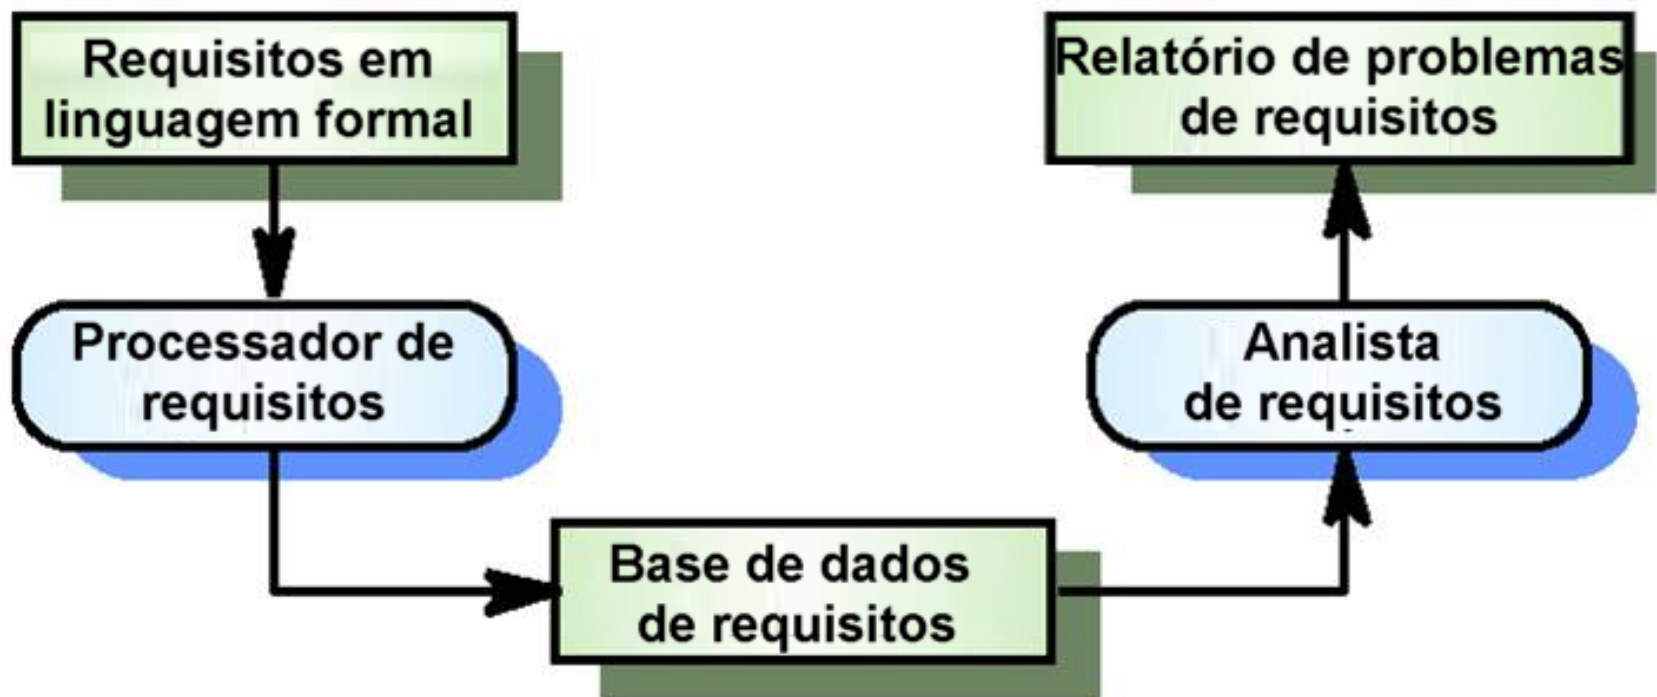 Requisitos em
linguagem formal
Relatório de problemas
de requisitos
Processador de
requisitos
Analista
de requisitos
Base de dados
de requisitos